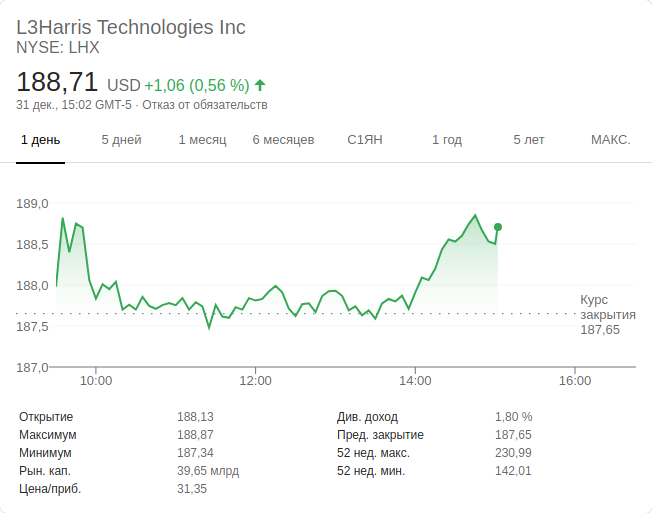 L3Harris Technologies Inc
NYSE: LHX
188,71 USD +1,06 (0,56 %)
31 дек., 15:02 GMT-5 · Отказ от обязательств
1 день 5 дней 1 месяц 6 месяцев С1ЯН 1 год 5 лет МАКС.
189,0
188,5
188,0
187,5
187,0
Курс
закрытия
187,65
10:00 12:00 14:00 16:00
Открытие 188,13 Див. доход 1,80 %
Максимум 188,87 Пред. закрытие 187,65
Минимум 187,34 52 нед. макс. 230,99
Рын. кап. 39,65 млрд 52 нед. мин. 142,01
Цена/приб. 31,35